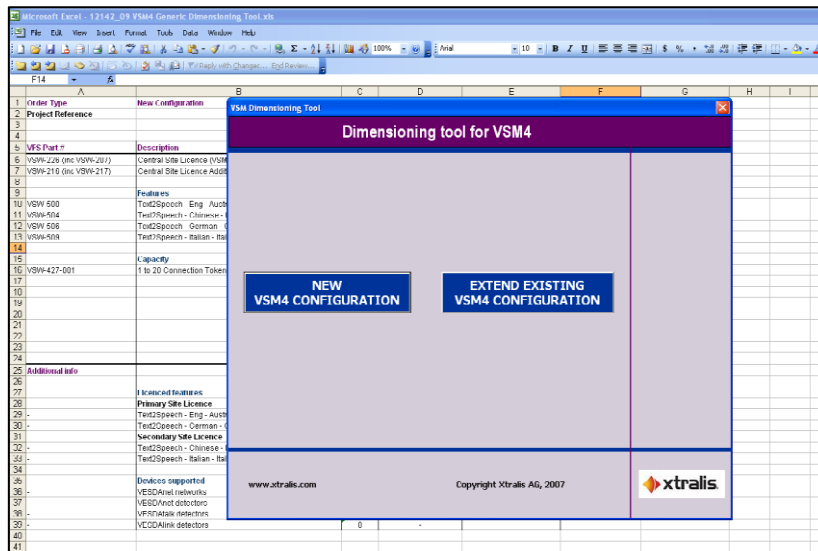 Microsoft Excel - 12142_09 VSM4 Generic Dimensioning Tool.xls
File Edit View Insert Format Tools Data Window Help
100% Arial 10 B I U $ % ,
Reply with Changes... End Review...
F14 fx
A B C D E F G H I
1 Order Type New Configuration
2 Project Reference
3
4
5 VFS Part # Description
6 VSW-226 (inc VSW-207) Central Site Licence (VSM
7 VSW-216 (inc VSW-217) Central Site Licence Addit
8
9 Features
10 VSW-500 Text2Speech Eng Aust
11 VSW-504 Text2Speech - Chinese -
12 VSW-506 Text2Speech German
13 VSW-509 Text2Speech - Italian - Ital
14
15 Capacity
16 VSW-427-001 1 to 20 Connection Token
17
18
19
20
21
22
23
24
25 Additional info
26
27 Licenced features
28 Primary Site Licence
29 - Text2Speech - Eng - Aust
30 - Text2Speech - German -
31 Secondary Site Licence
32 - Text2Speech - Chinese -
33 - Text2Speech - Italian - Ital
34
35 Devices supported
36 - VESDAnet networks
37 VESDAnet detectors
38 - VESDAtalk detectors
39 - VESDAlink detectors 0 -
40
41
VSM Dimensioning Tool
Dimensioning tool for VSM4
NEW
VSM4 CONFIGURATION
EXTEND EXISTING
VSM4 CONFIGURATION
www.xtralis.com
Copyright Xtralis AG, 2007
xtralis